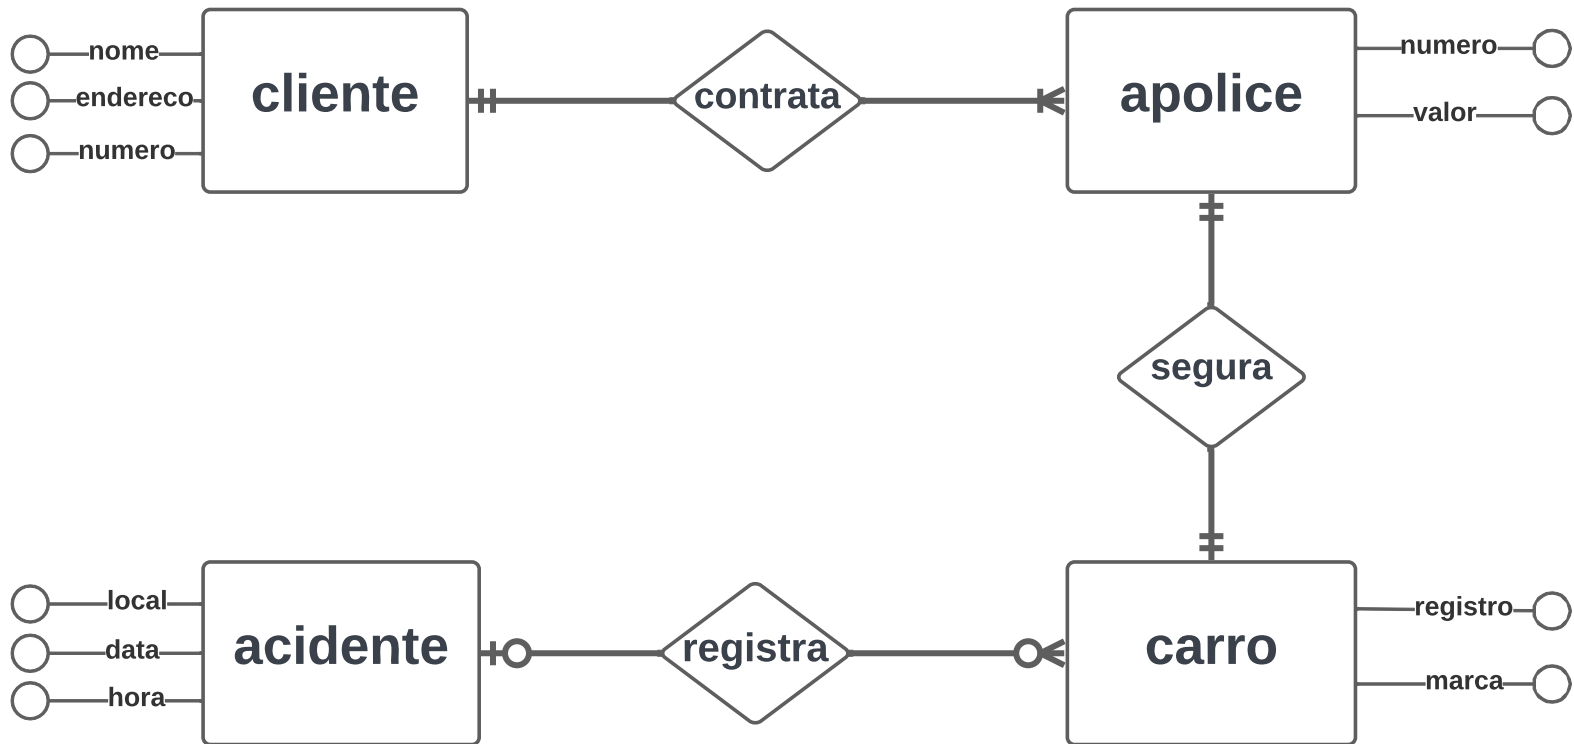 nome
endereco
numero
cliente
contrata
apolice
numero
valor
segura
local
data
hora
acidente
registra
carro
registro
marca